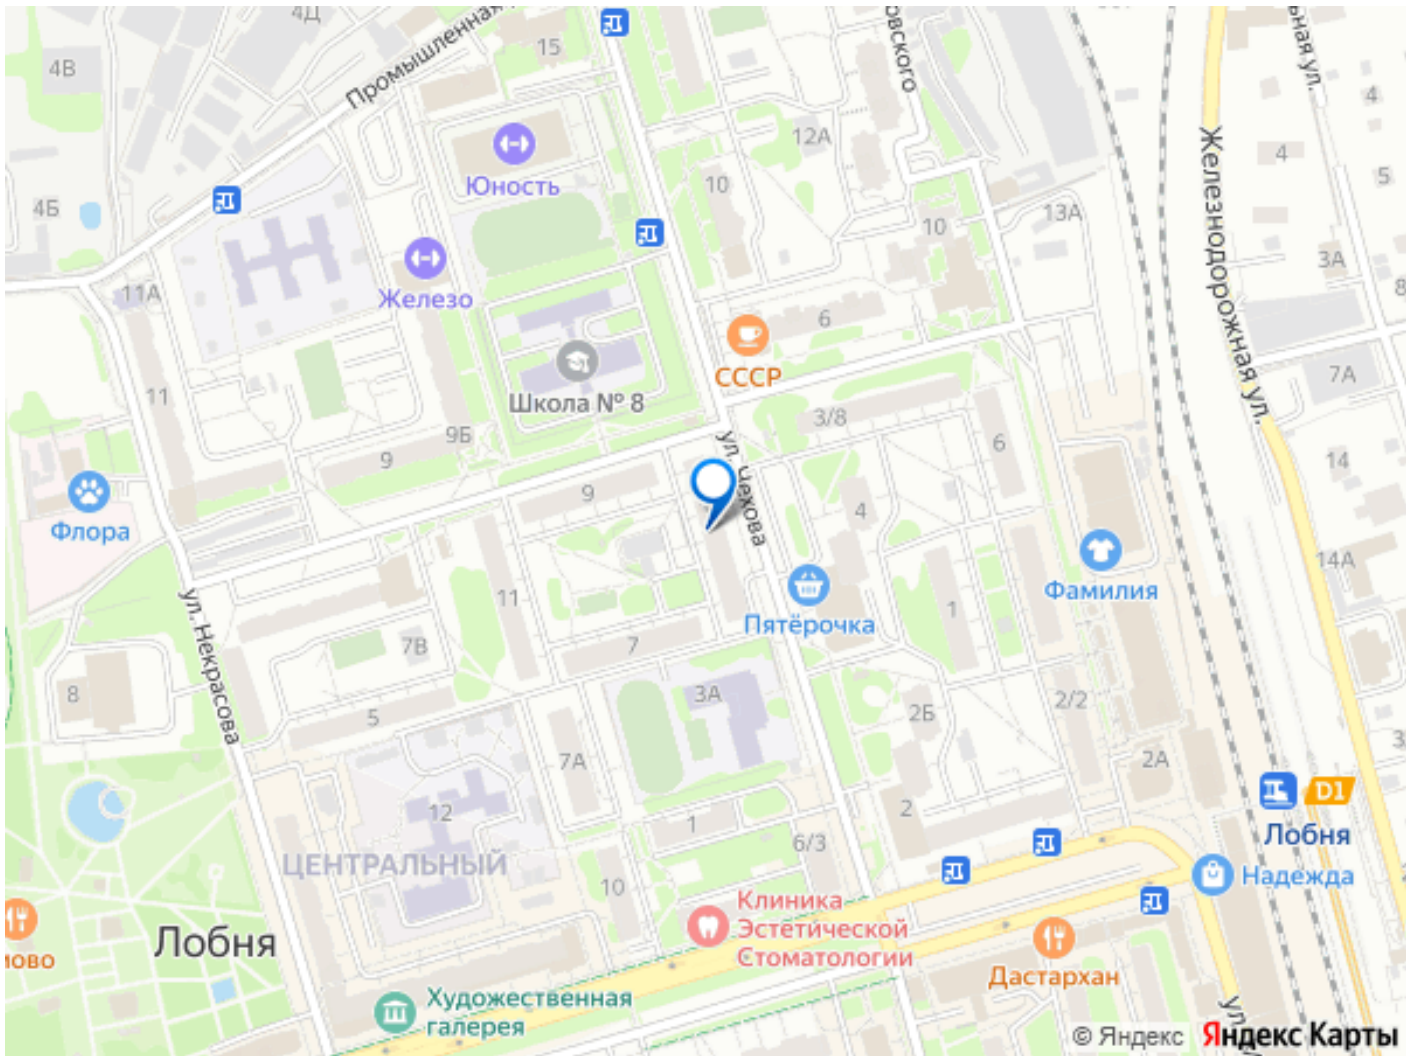 4Д
15
4В
Промышленная
4
12А
5
4
10
Юность
4Б
10
13А
3А
8
11А
Железо
Железнодорожная ул.
6
СССР
7А
11
Школа № 8
3/8
9Б
6
9
14
ул. Чехова
9
4
Флора
14А
Фамилия
11
1
Пятёрочка
ул. Некрасова
7
7В
8
3А
2/2
5
2Б
7А
2А
D1
12
1
2
6/3
Лобня
ЦЕНТРАЛЬНЫЙ
10
Надежда
Клиника
Эстетической
Стоматологии
Лобня
Дастархан
Художественная
галерея
© Яндекс
Яндекс Карты